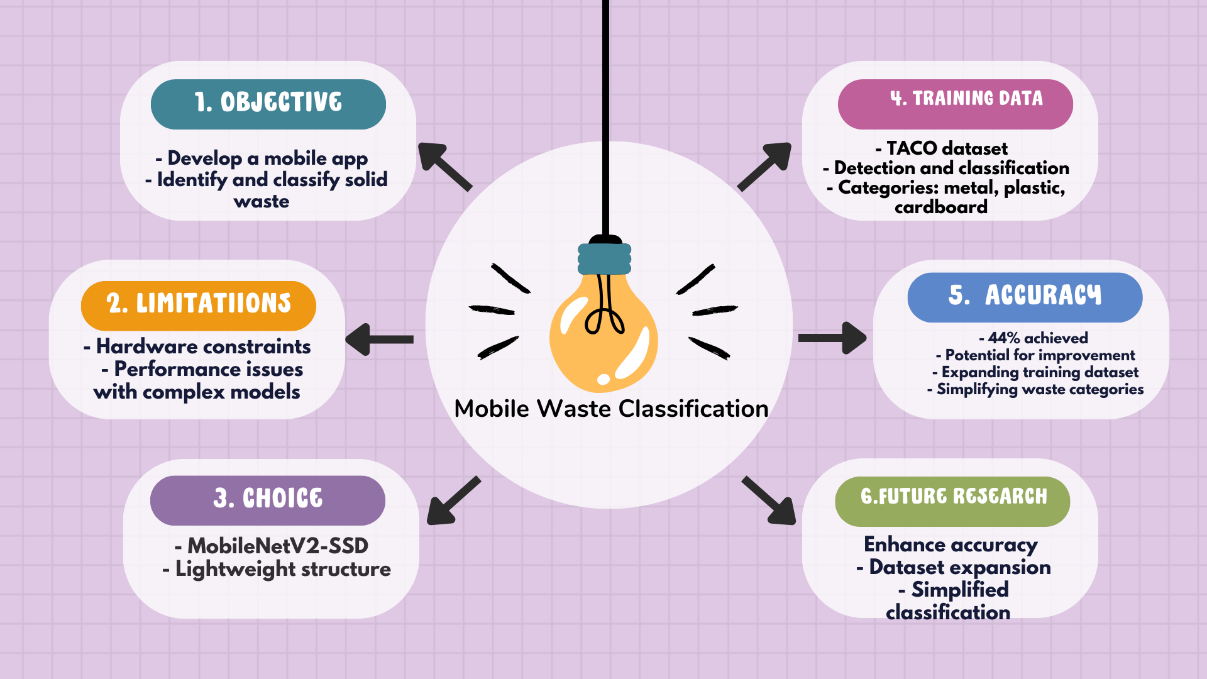 1. OBJECTIVE
- Develop a mobile app
- Identify and classify solid
waste
2. LIMITATIIONS
- Hardware constraints
- Performance issues
with complex models
3. CHOICE
- MobileNetV2-SSD
- Lightweight structure
Mobile Waste Classification
4. TRAINING DATA
- TACO dataset
- Detection and classification
- Categories: metal, plastic,
cardboard
5. ACCURACY
- 44% achieved
- Potential for improvement
- Expanding training dataset
- Simplifying waste categories
6.FUTURE RESEARCH
Enhance accuracy
- Dataset expansion
- Simplified
classification